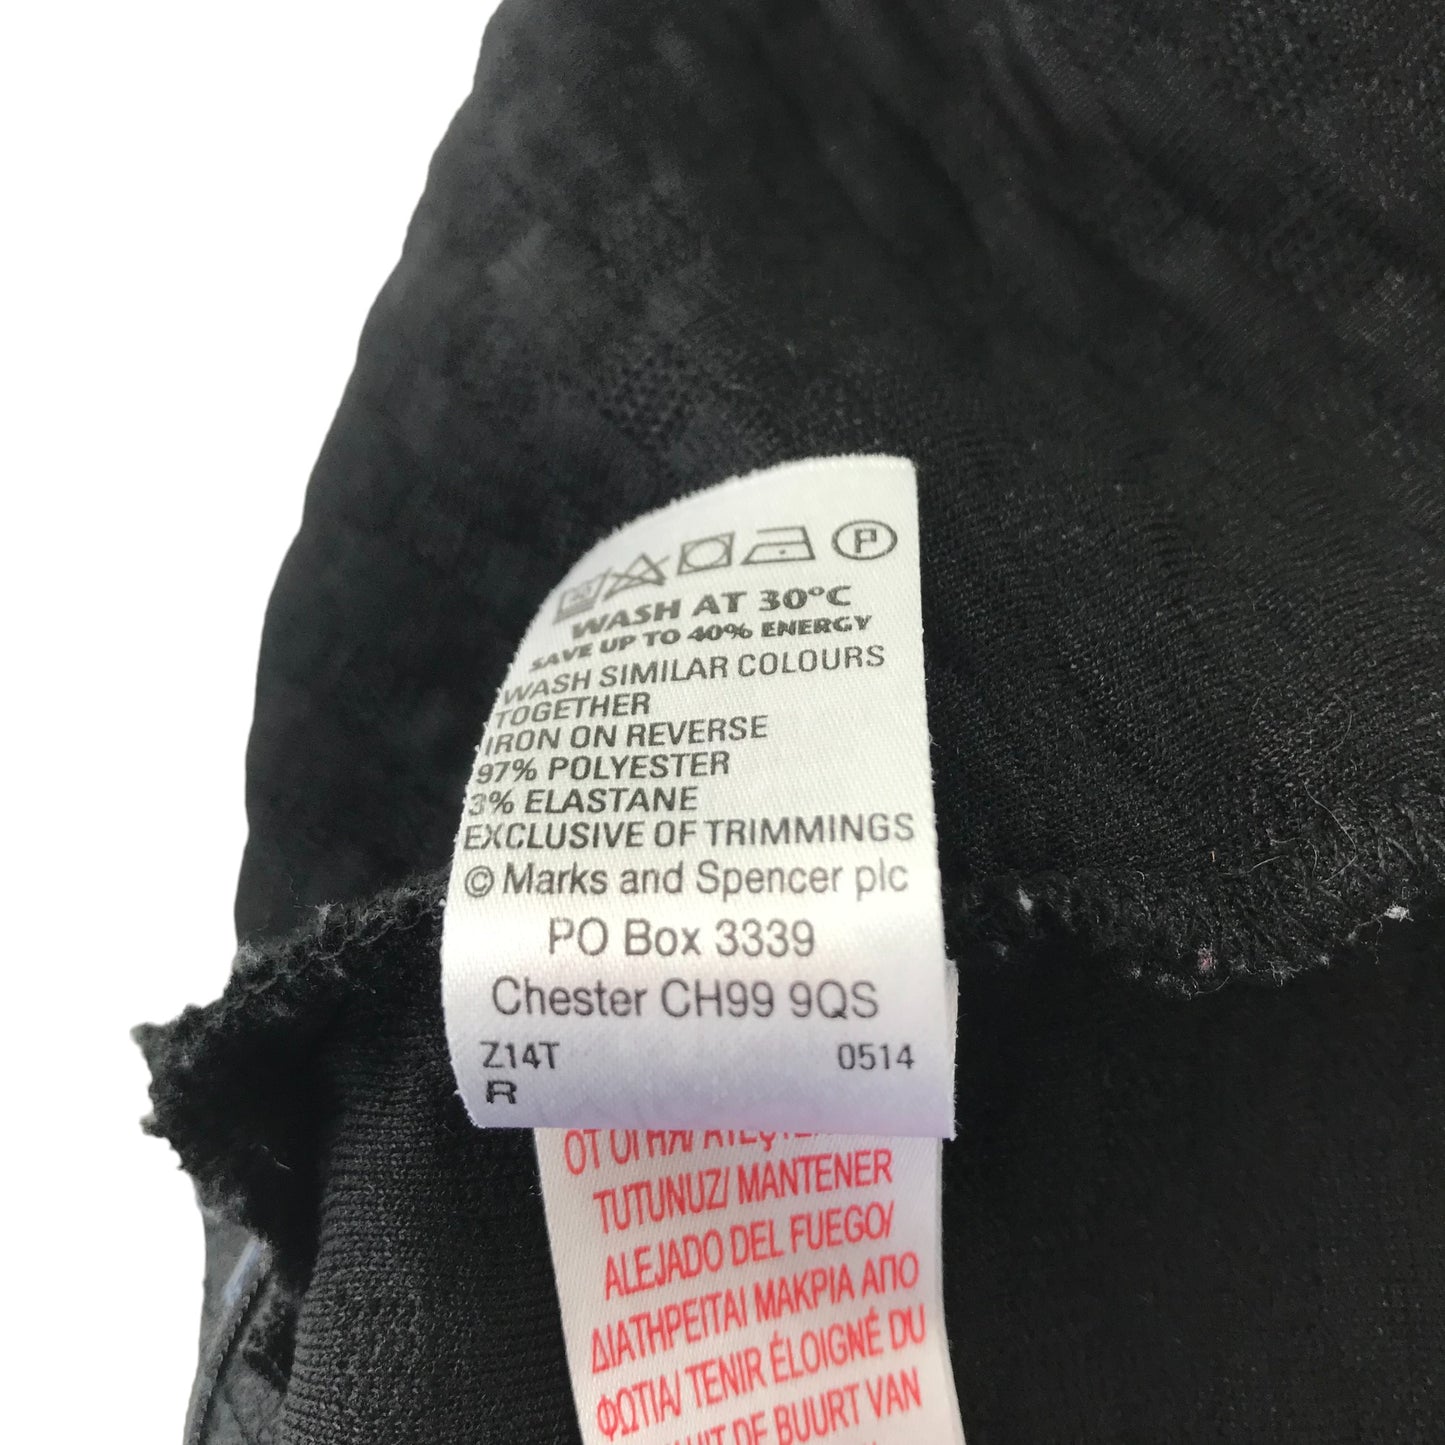 P
WASH AT 30°C
SAVE UP TO 40% ENERGY
WASH SIMILAR COLOURS
TOGETHER
IRON ON REVERSE
97% POLYESTER
3% ELASTANE
EXCLUSIVE OF TRIMMINGS
© Marks and Spencer plc
PO Box 3339
Chester CH99 9QS
Z14T 0514
R
ОТ ОГНЯ/
TUTUNUZ/ MANTENER
ALEJADO DEL FUEGO/
ΔΙΑΤΗΡΕΙΤΑΙ ΜΑΚΡΙΑ ΑΠΟ
ΦΩΤΙΑ/ TENIR ÉLOIGNÉ DU
DE BUURT VAN